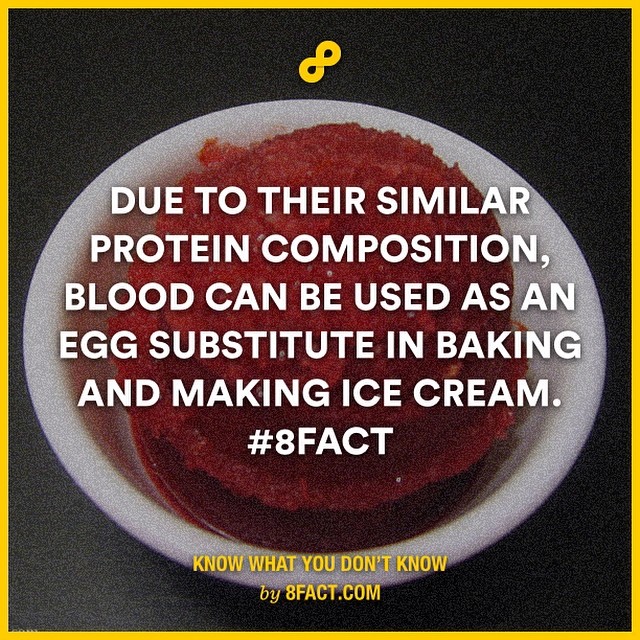 DUE TO THEIR SIMILAR
PROTEIN COMPOSITION,
BLOOD CAN BE USED AS AN
EGG SUBSTITUTE IN BAKING
AND MAKING ICE CREAM.
#8FACT
KNOW WHAT YOU DON'T KNOW
by 8FACT.COM